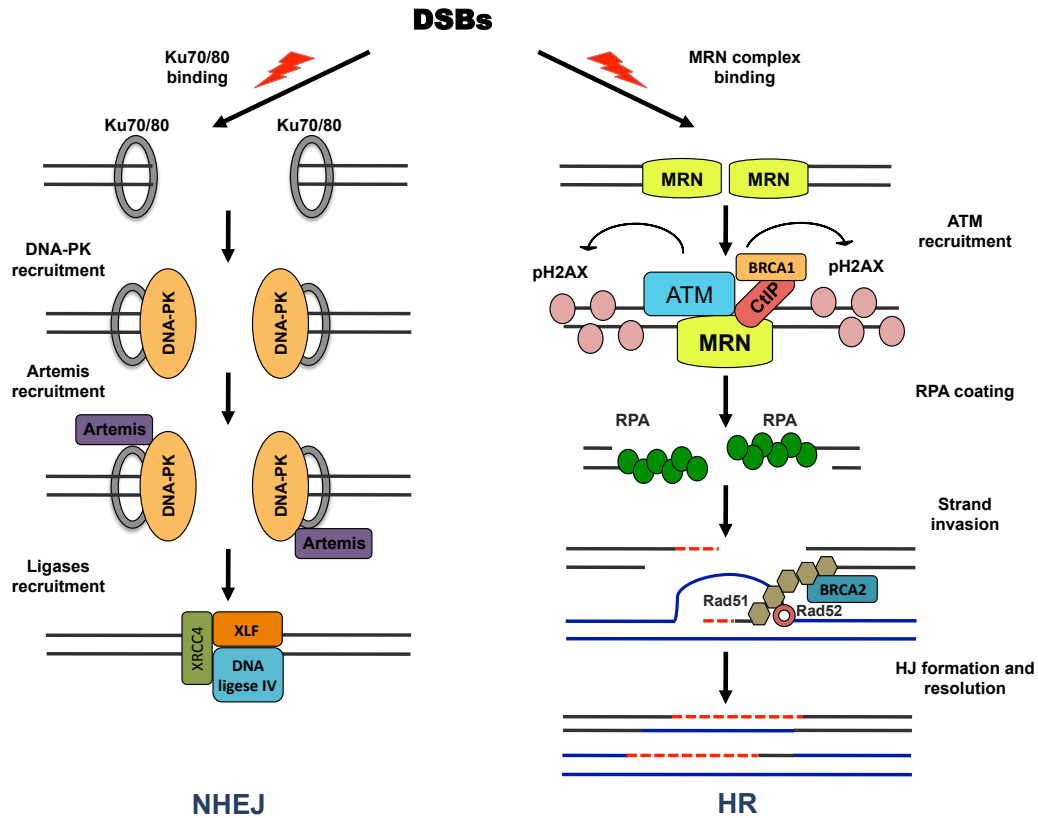 DSBs
Ku70/80
binding
Ku70/80
Ku70/80
DNA-PK
recruitment
DNA-PK
DNA-PK
Artemis
recruitment
Artemis
DNA-PK
DNA-PK
Artemis
Ligases
recruitment
XRCC4
XLF
DNA
ligese IV
NHEJ
MRN complex
binding
MRN
MRN
ATM
recruitment
pH2AX
pH2AX
BRCA1
ATM
CtIP
MRN
RPA coating
RPA
RPA
Strand
invasion
Rad51
BRCA2
Rad52
HJ formation and
resolution
HR